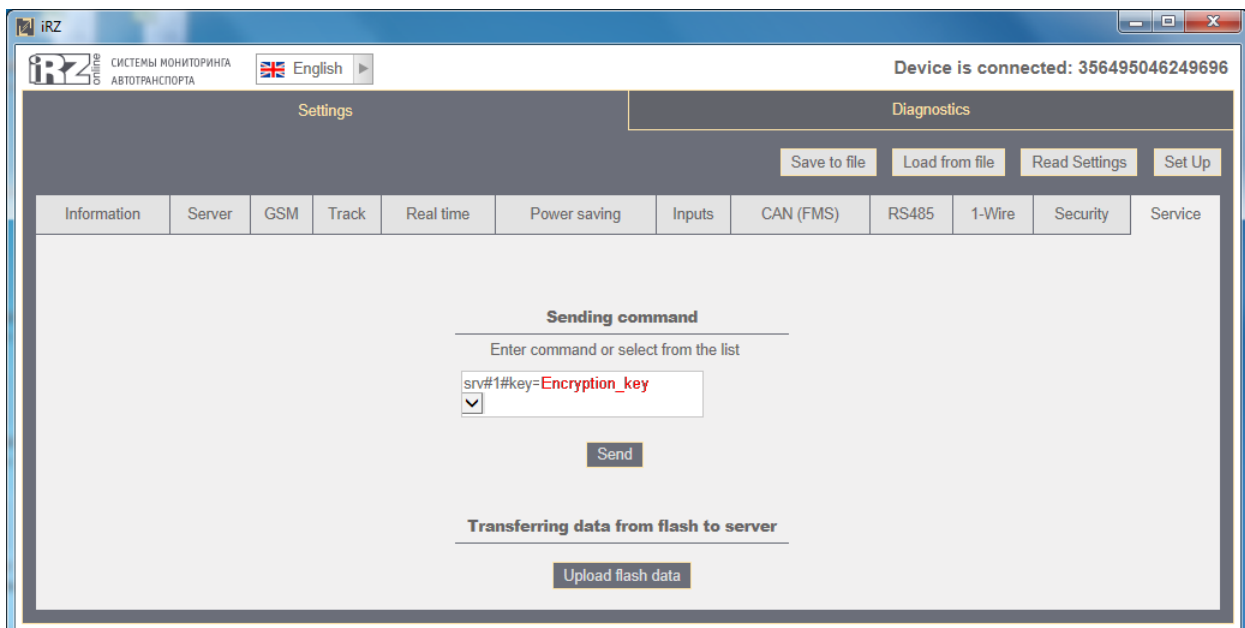 iRZ
iRZ online СИСТЕМЫ МОНИТОРИНГА
АВТОТРАНСПОРТА
English
Device is connected: 356495046249696
Settings
Diagnostics
Save to file
Load from file
Read Settings
Set Up
Information
Server
GSM
Track
Real time
Power saving
Inputs
CAN (FMS)
RS485
1-Wire
Security
Service
Sending command
Enter command or select from the list
srv#1#key=Encryption_key
Send
Transferring data from flash to server
Upload flash data